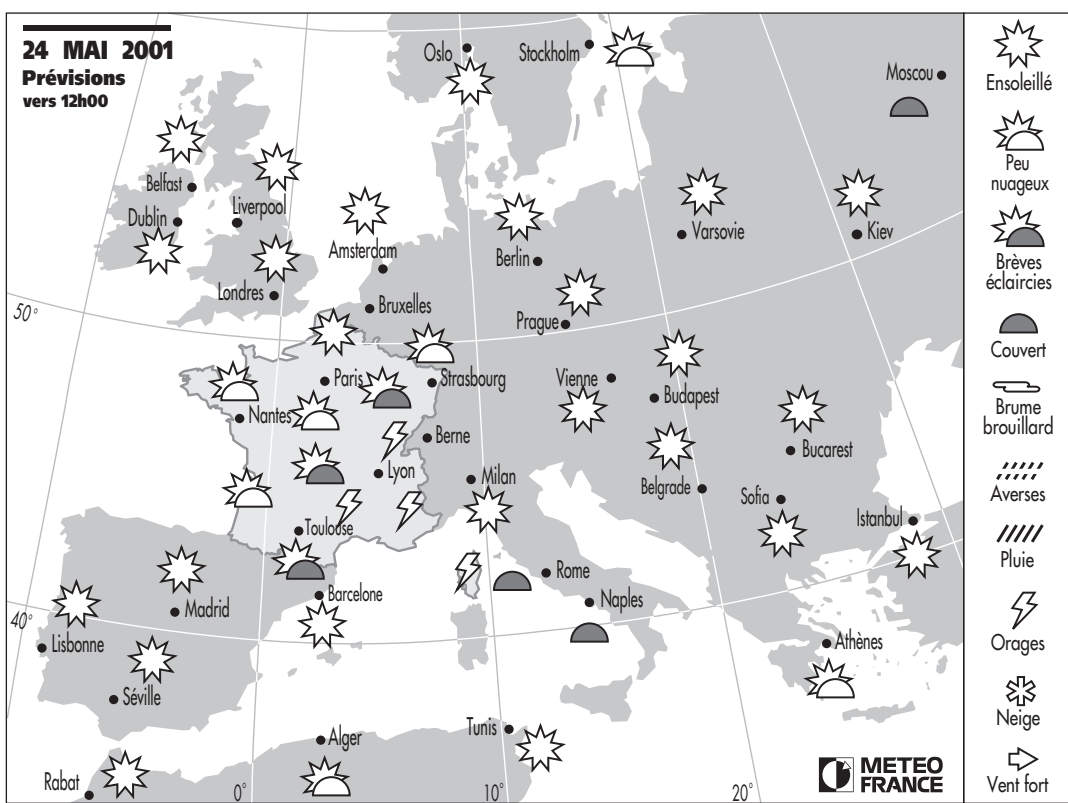 24 MAI 2001
Prévisions
vers 12h00
Oslo
Stockholm
Moscou
Belfast
Dublin
Liverpool
Amsterdam
Berlin
Varsovie
Kiev
Londres
50°
Bruxelles
Prague
Paris
Strasbourg
Vienne
Budapest
Nantes
Berne
Bucarest
Lyon
Milan
Belgrade
Sofia
Istanbul
Toulouse
Rome
Barcelone
Naples
Madrid
40°
Lisbonne
Athènes
Séville
Alger
Tunis
Rabat
0°
10°
20°
METEO
FRANCE
Ensoleillé
Peu
nuageux
Brèves
éclaircies
Couvert
Brume
brouillard
Averses
Pluie
Orages
Neige
Vent fort